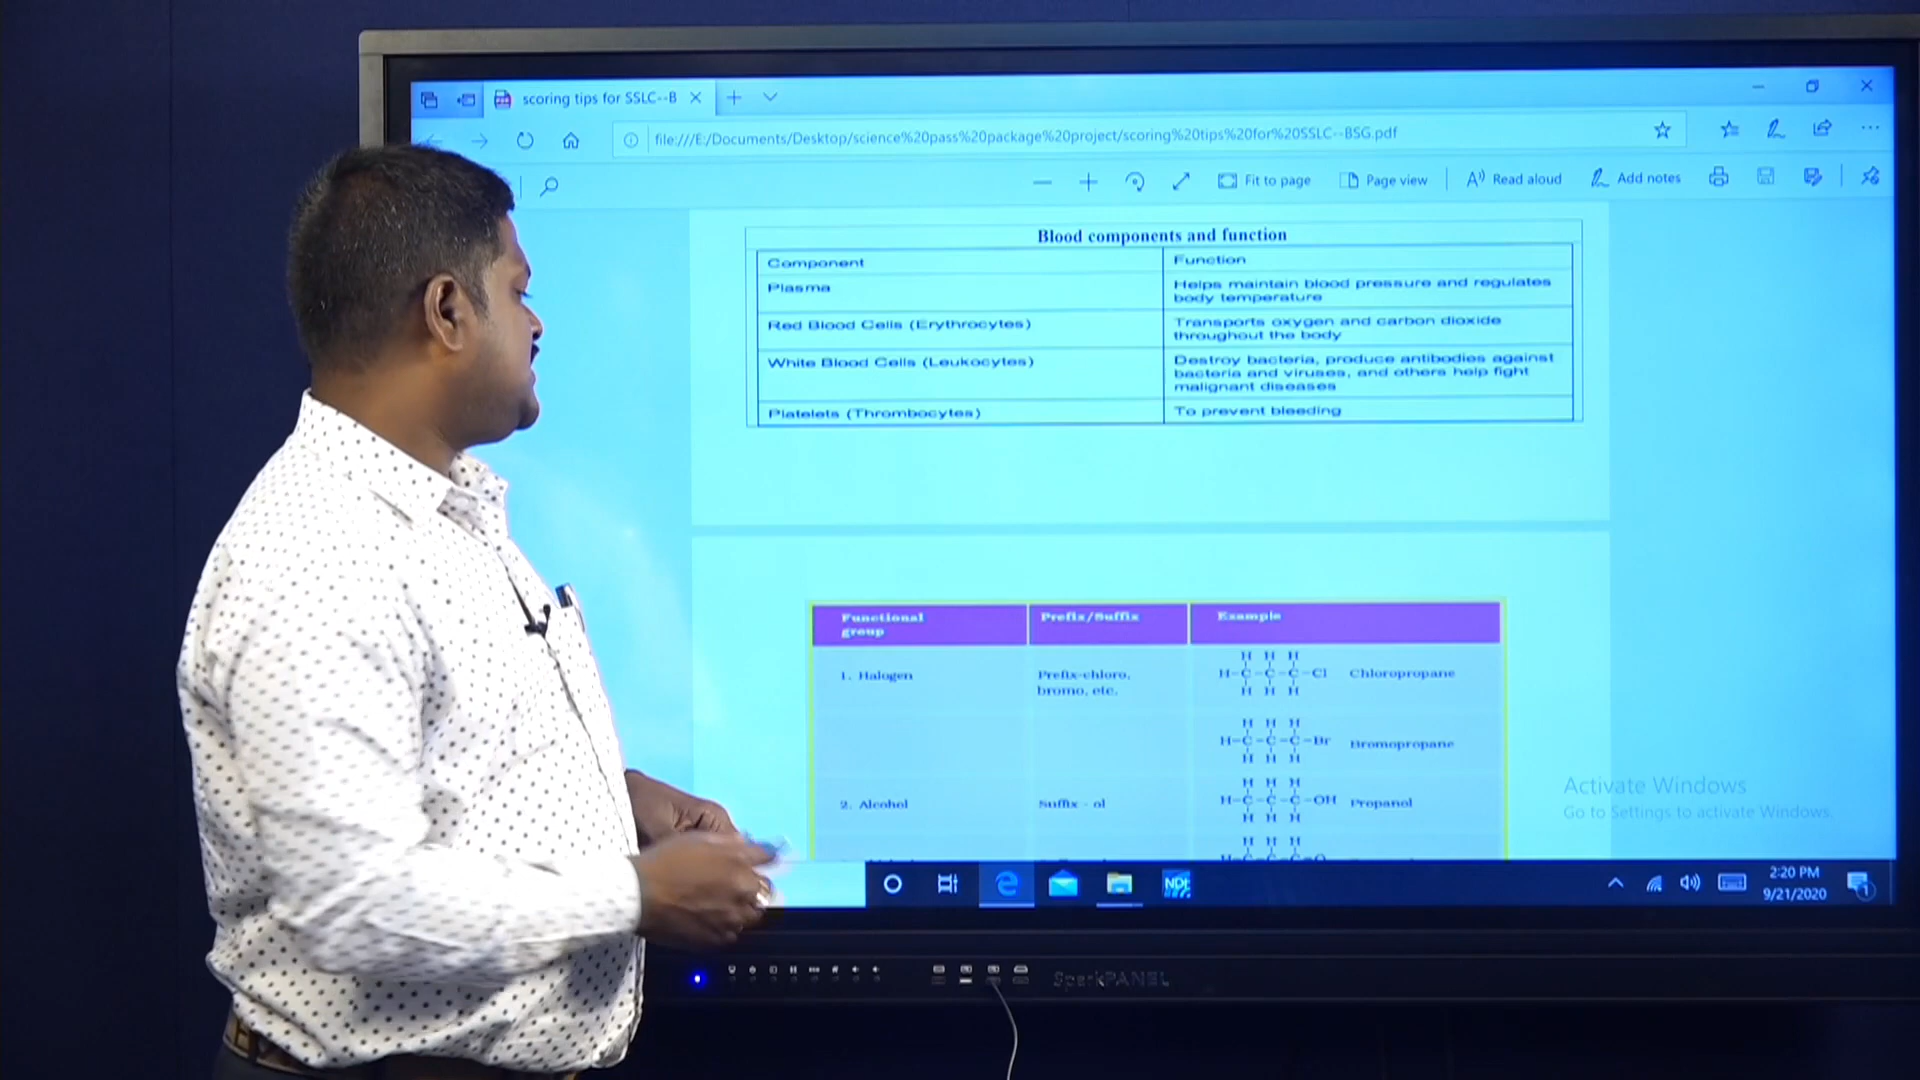 scoring tips for SSLC--B
file:///E:/Documents/Desktop/science%20pass%20package%20project/scoring%20tips%20for%20SSLC--BSG.pdf
Fit to page
Page view
Read aloud
Add notes
Blood components and function
Component
Function
Plasma
Helps maintain blood pressure and regulates
body temperature
Red Blood Cells (Erythrocytes)
Transports oxygen and carbon dioxide
throughout the body
White Blood Cells (Leukocytes)
Destroy bacteria, produce antibodies against
bacteria and viruses, and others help fight
malignant diseases
Platelets (Thrombocytes)
To prevent bleeding
Functional
group
Prefix/Suffix
Example
1. Halogen
Prefix-chloro,
bromo, etc.
H H H
H-C-C-C-Cl Chloropropane
H H H
H H H
H-C-C-C-Br Bromopropane
H H H
2. Alcohol
Suffix - ol
H H H
H-C-C-C-OH Propanol
H H H
H H H
Activate Windows
Go to Settings to activate Windows.
2:20 PM
9/21/2020
1
SparkPANEL